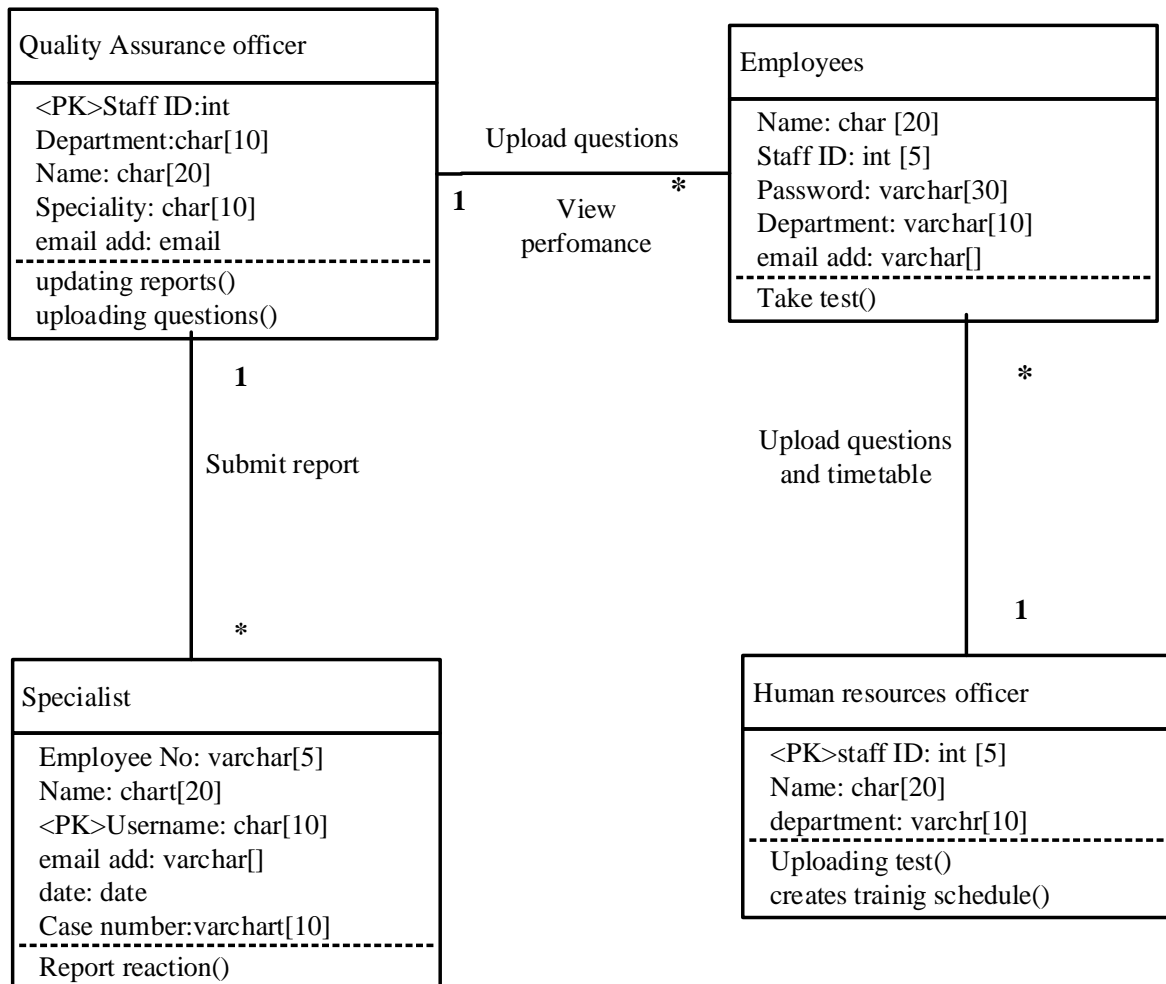 Quality Assurance officer
<PK>Staff ID:int
Department:char[10]
Name: char[20]
Speciality: char[10]
email add: email
updating reports()
uploading questions()
Upload questions
1
*
View
perfomance
Employees
Name: char [20]
Staff ID: int [5]
Password: varchar[30]
Department: varchar[10]
email add: varchar[]
Take test()
1
Submit report
*
*
Upload questions
and timetable
1
Specialist
Employee No: varchar[5]
Name: chart[20]
<PK>Username: char[10]
email add: varchar[]
date: date
Case number:varchart[10]
Report reaction()
Human resources officer
<PK>staff ID: int [5]
Name: char[20]
department: varchr[10]
Uploading test()
creates trainig schedule()